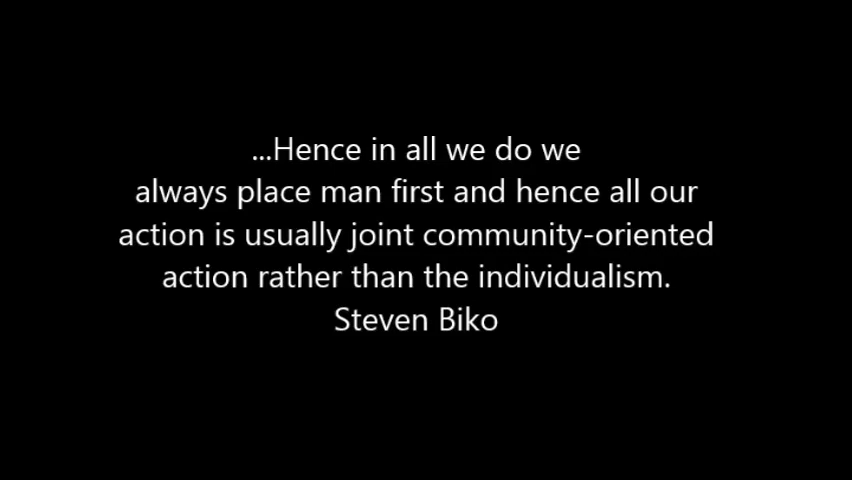 ...Hence in all we do we
always place man first and hence all our
action is usually joint community-oriented
action rather than the individualism.
Steven Biko